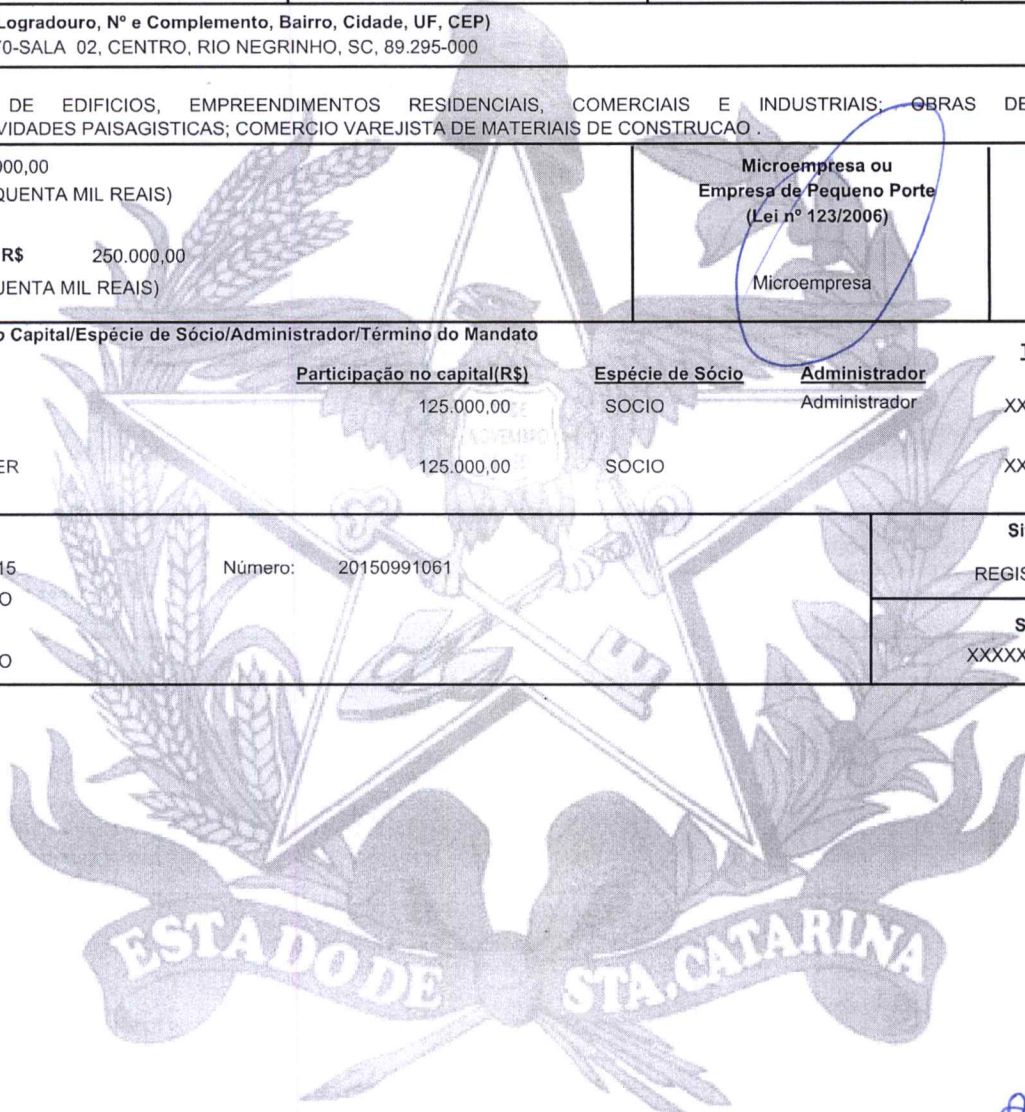 Logradouro, Nº e Complemento, Bairro, Cidade, UF, CEP)
70-SALA 02, CENTRO, RIO NEGRINHO, SC, 89.295-000
DE EDIFICIOS, EMPREENDIMENTOS RESIDENCIAIS, COMERCIAIS E INDUSTRIAIS; OBRAS DE
VIDADES PAISAGISTICAS; COMERCIO VAREJISTA DE MATERIAIS DE CONSTRUCAO .
000,00
QUENTA MIL REAIS)
R$ 250.000,00
UENTA MIL REAIS)
Microempresa ou
Empresa de Pequeno Porte
(Lei nº 123/2006)
Microempresa
o Capital/Espécie de Sócio/Administrador/Término do Mandato
Participação no capital(R$) Espécie de Sócio Administrador
125.000,00 SOCIO Administrador XX
ER 125.000,00 SOCIO XX
15 Número: 20150991061
O
O
Si
REGIS
S
XXXXX
ESTADO DE STA. CATARINA